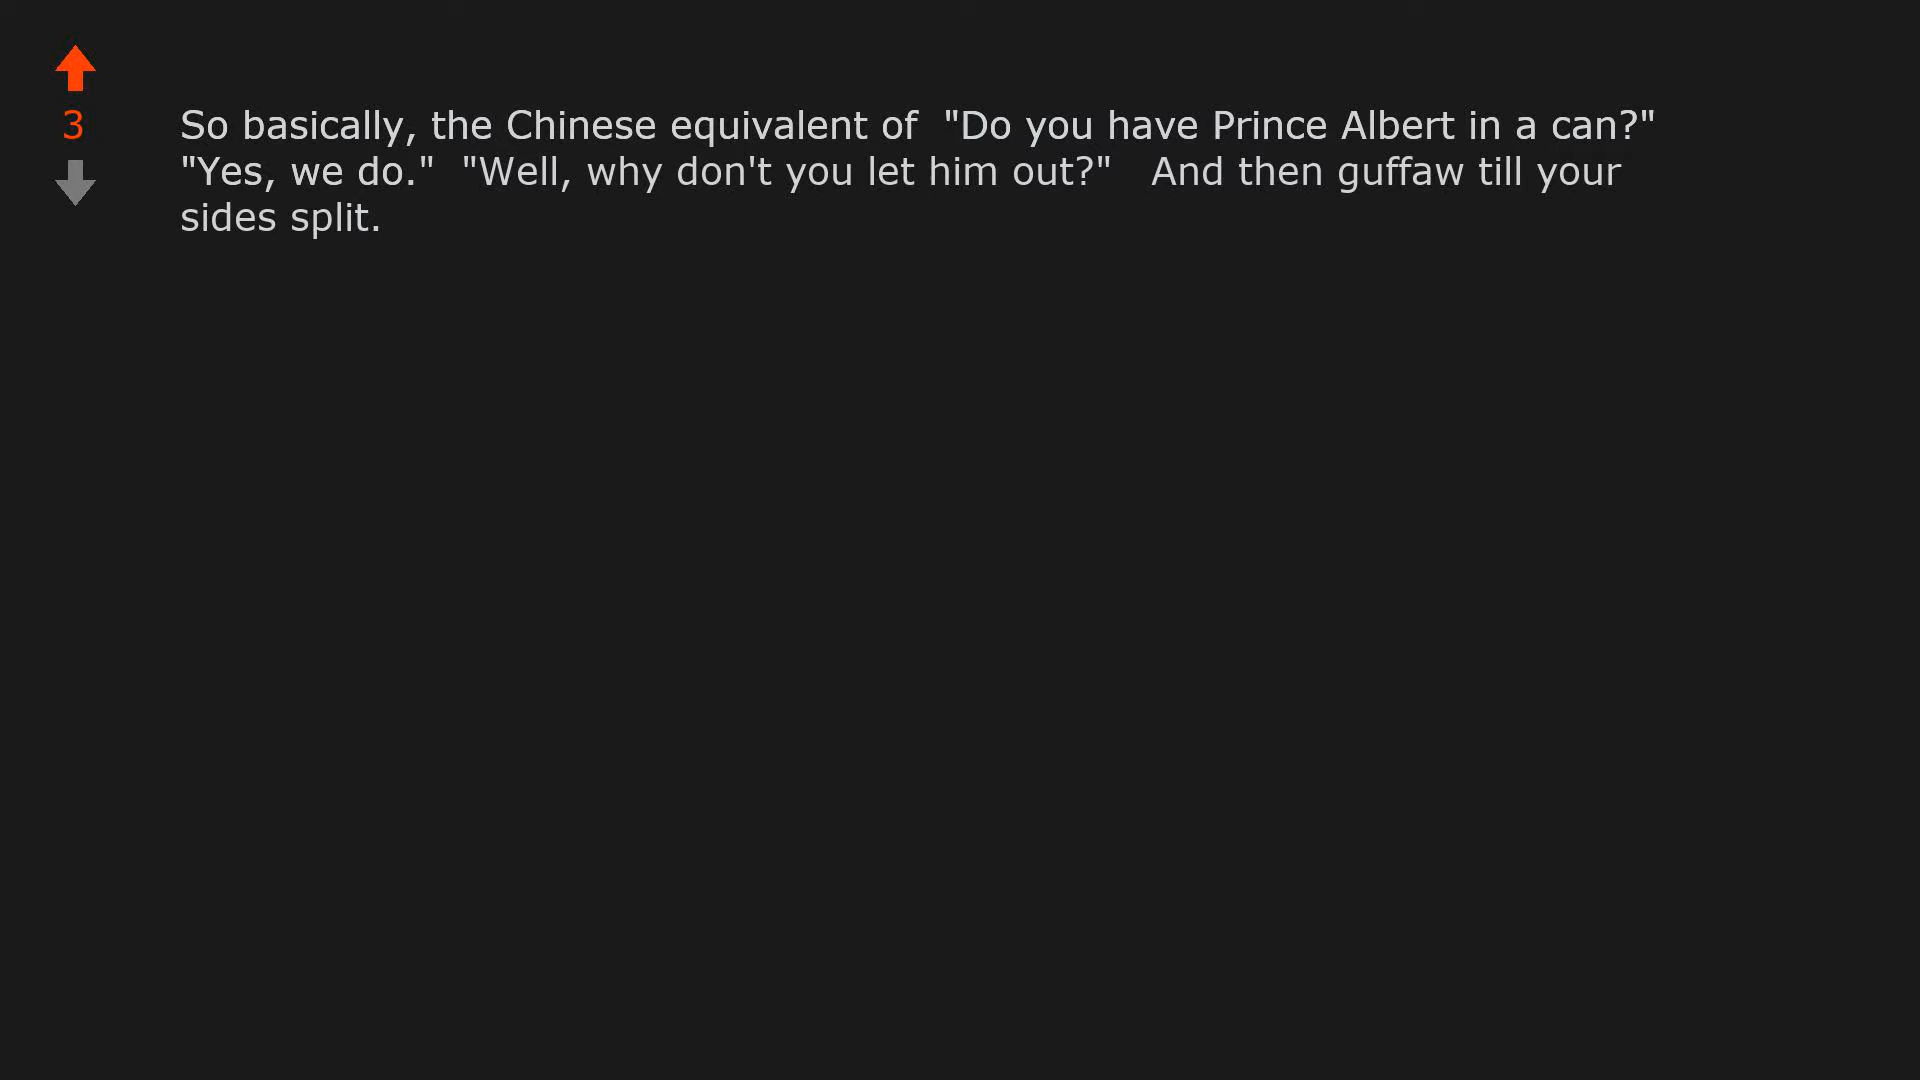 3
So basically, the Chinese equivalent of  "Do you have Prince Albert in a can?"
"Yes, we do."  "Well, why don't you let him out?"   And then guffaw till your
sides split.